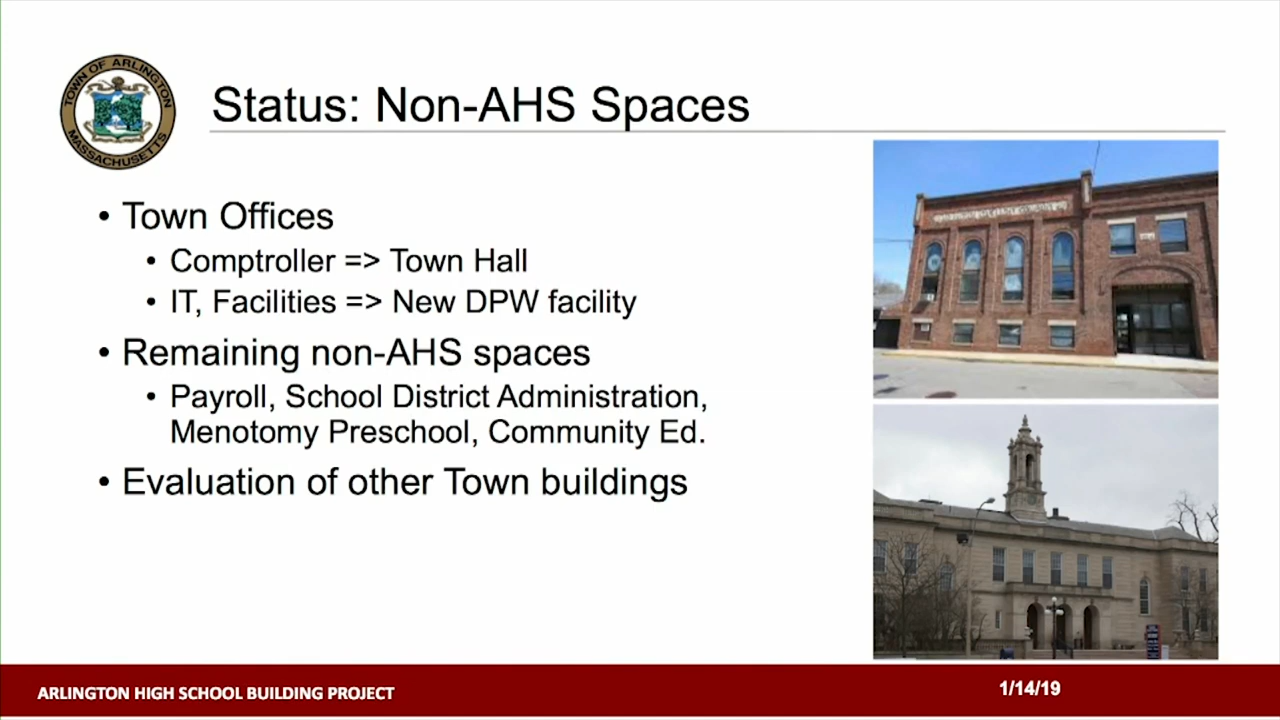 TOWN OF ARLINGTON
MASSACHUSETTS
Status: Non-AHS Spaces
• Town Offices
• Comptroller => Town Hall
• IT, Facilities => New DPW facility
• Remaining non-AHS spaces
• Payroll, School District Administration,
Menotomy Preschool, Community Ed.
• Evaluation of other Town buildings
ARLINGTON HIGH SCHOOL BUILDING PROJECT
1/14/19